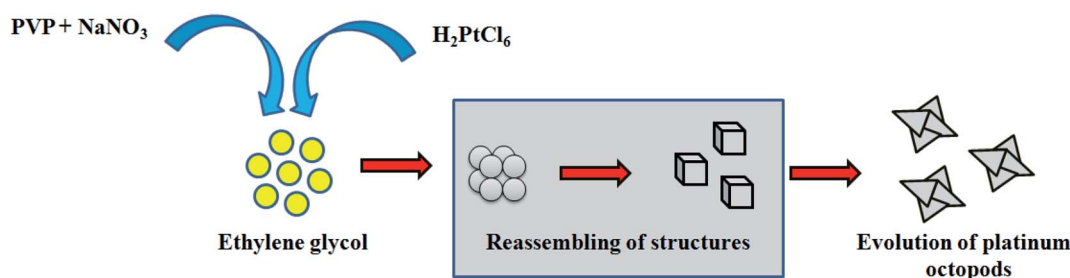 PVP + NaNO₃
H₂PtCl₆
Ethylene glycol
Reassembling of structures
Evolution of platinum
octopods